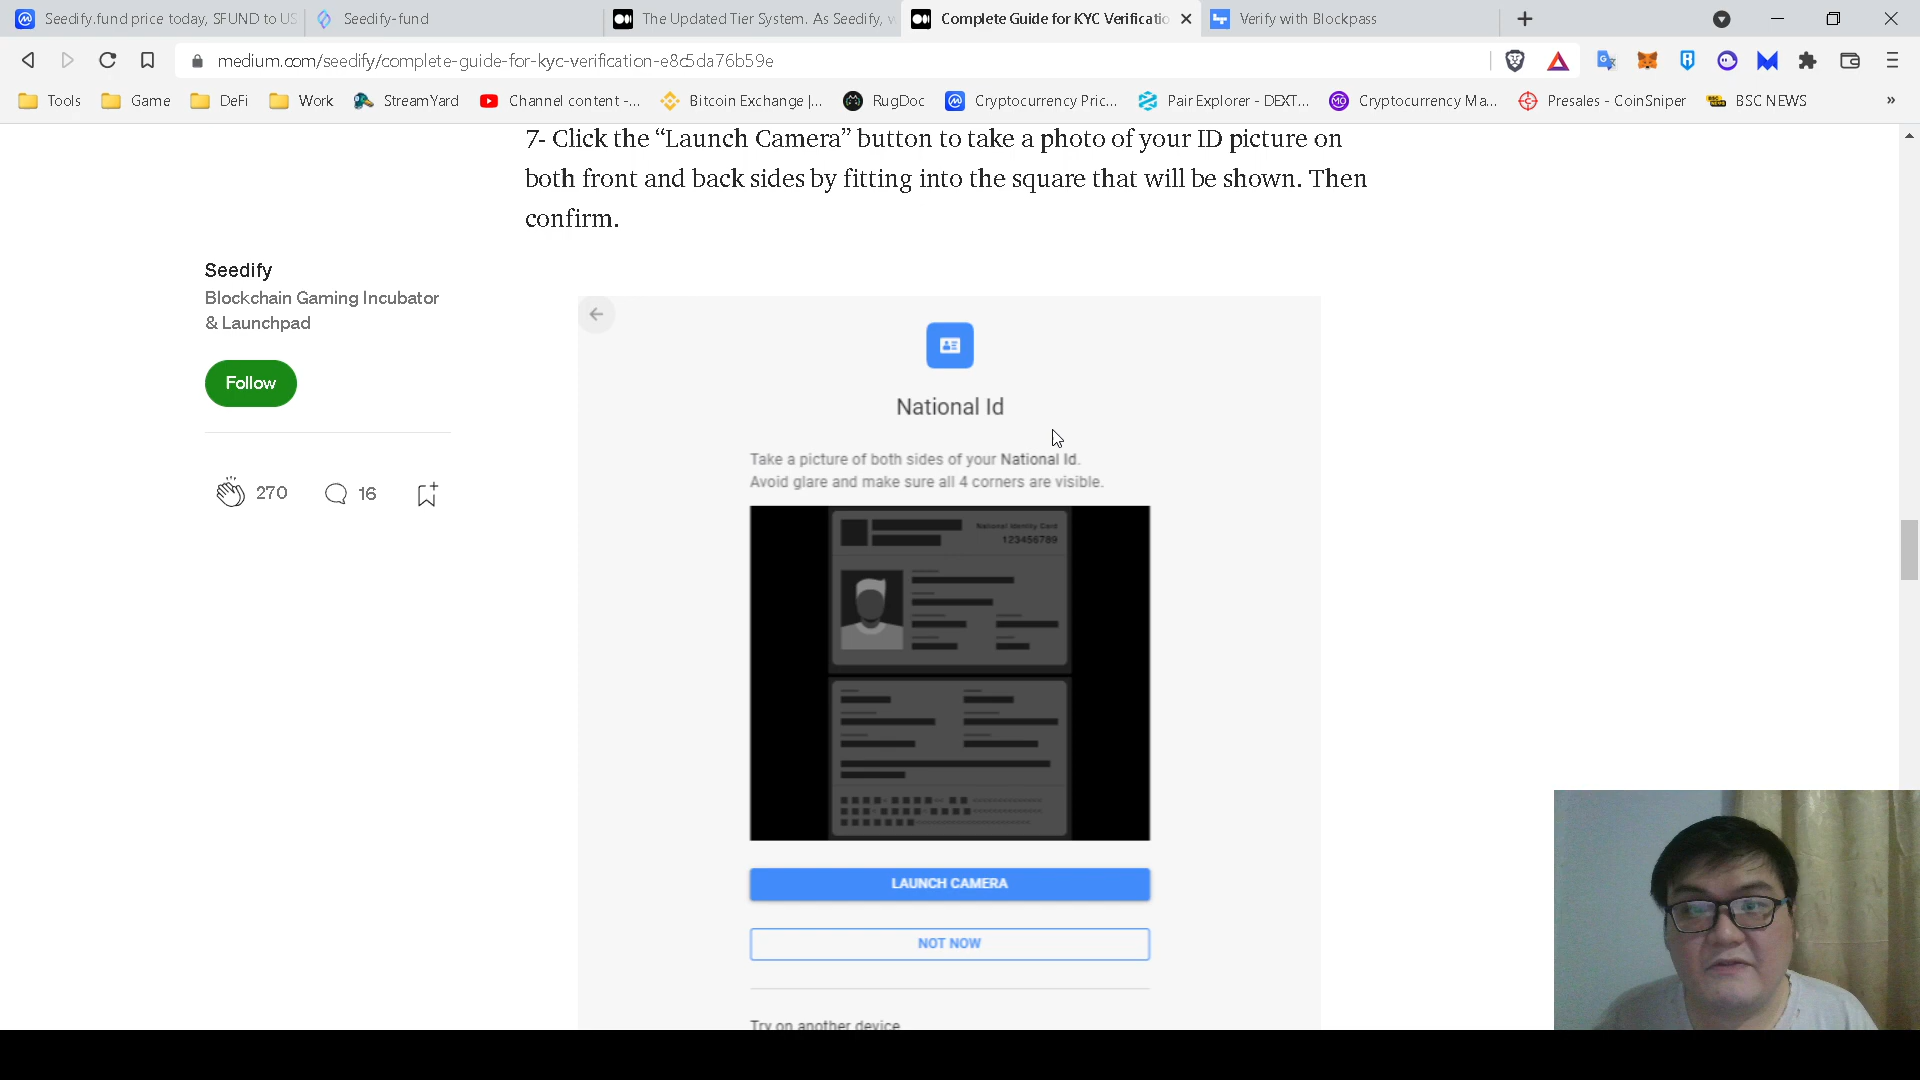 Seedify.fund price today, SFUND to US
Seedify-fund
The Updated Tier System. As Seedify, w
Complete Guide for KYC Verificatio
Verify with Blockpass
medium.com/seedify/complete-guide-for-kyc-verification-e8c5da76b59e
Tools
Game
DeFi
Work
StreamYard
Channel content -...
Bitcoin Exchange |...
RugDoc
Cryptocurrency Pric...
Pair Explorer - DEXT...
Cryptocurrency Ma...
Presales - CoinSniper
BSC NEWS
»
7- Click the “Launch Camera” button to take a photo of your ID picture on
both front and back sides by fitting into the square that will be shown. Then
confirm.
Seedify
Blockchain Gaming Incubator
& Launchpad
Follow
270
16
National Id
Take a picture of both sides of your National Id.
Avoid glare and make sure all 4 corners are visible.
National Identity Card
123456789
LAUNCH CAMERA
NOT NOW
Try on another device